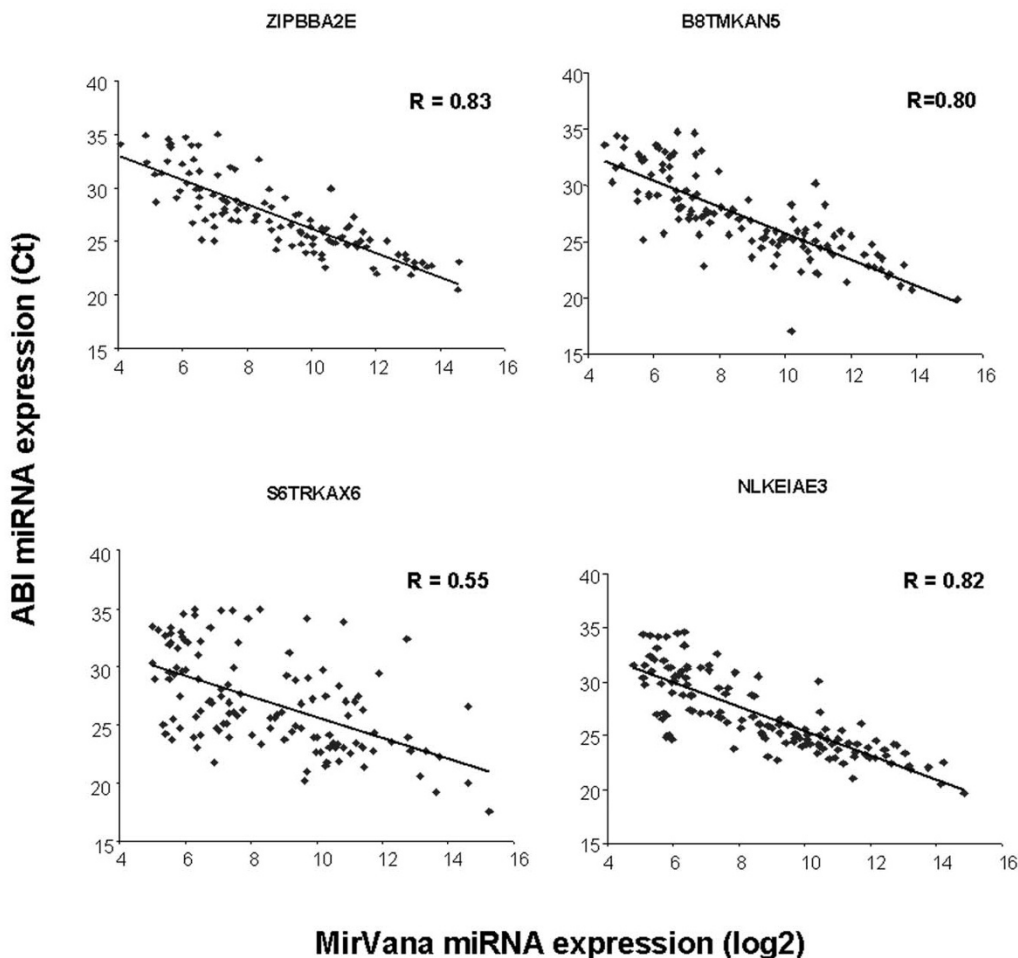 ZIPBBA2E
R = 0.83
40
35
30
25
20
15
4 6 8 10 12 14 16
B8TMKAN5
R=0.80
40
35
30
25
20
15
4 6 8 10 12 14 16
ABI miRNA expression (Ct)
S6TRKAX6
R = 0.55
40
35
30
25
20
15
4 6 8 10 12 14 16
NLKEIAE3
R = 0.82
40
35
30
25
20
15
4 6 8 10 12 14 16
MirVana miRNA expression (log2)